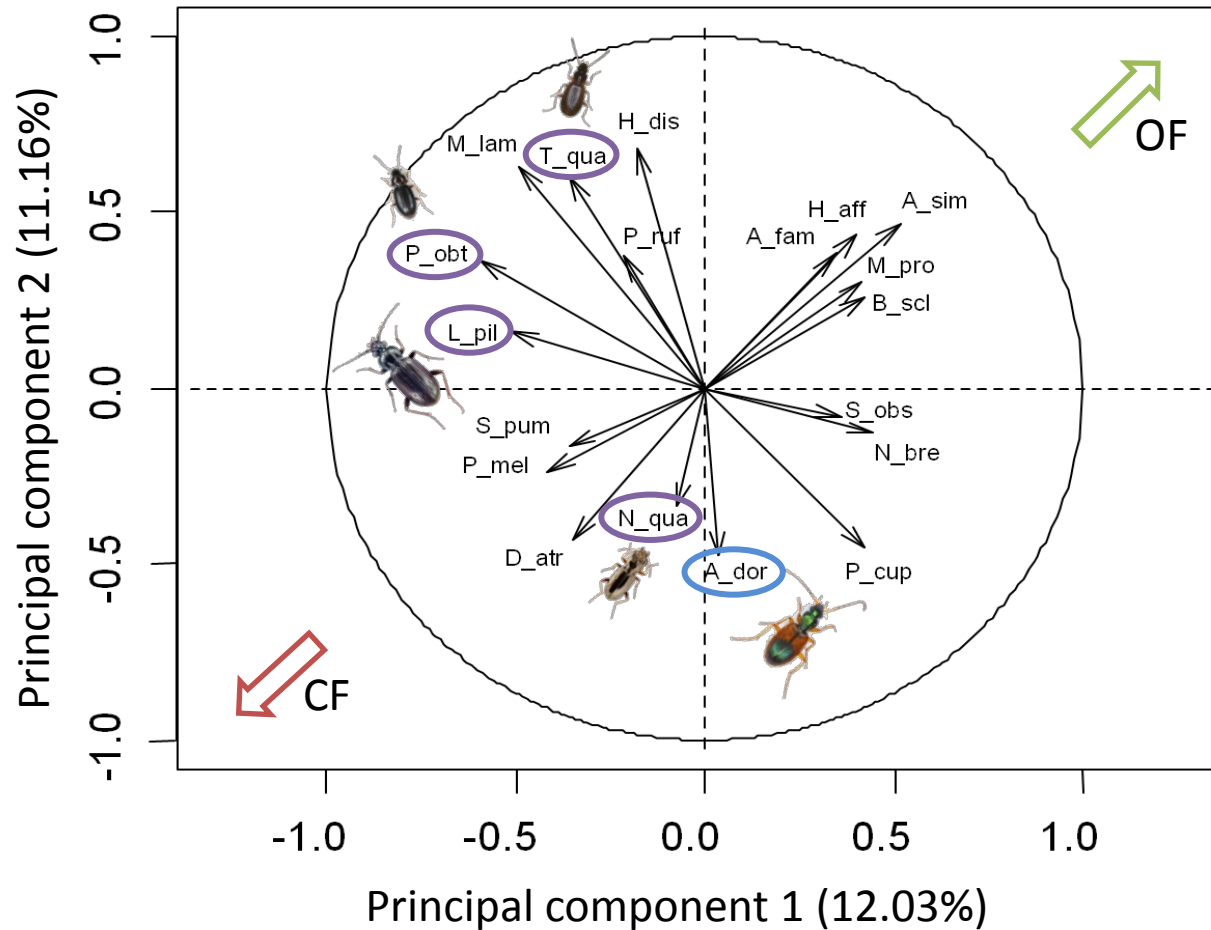 1.0
0.5
0.0
-0.5
-1.0
Principal component 2 (11.16%)
OF
H_dis
M_lam
T_qua
A_sim
H_aff
P_ruf
A_fam
P_obt
M_pro
B_scl
L_pil
S_obs
S_pum
N_bre
P_mel
N_qua
D_atr
A_dor
P_cup
CF
-1.0
-0.5
0.0
0.5
1.0
Principal component 1 (12.03%)